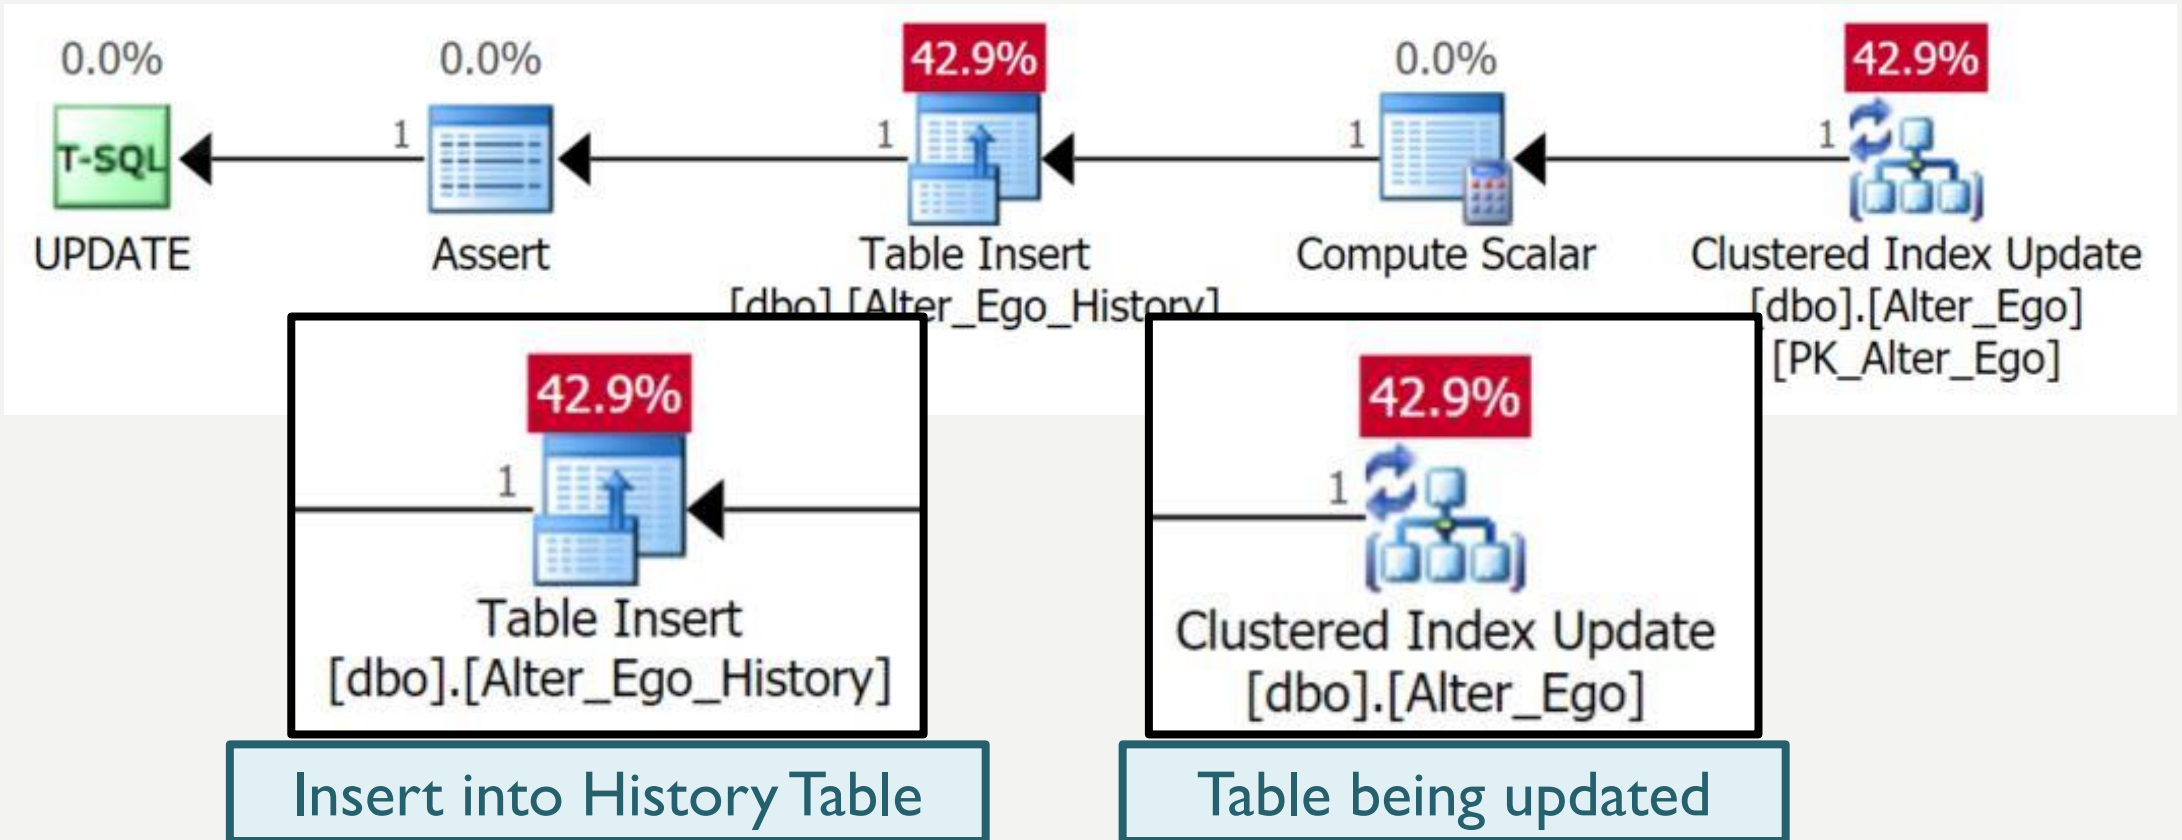 0.0%
0.0%
42.9%
0.0%
42.9%
1
1
1
1
T-SQL
UPDATE
Assert
Table Insert
[dbo].[Alter_Ego_History]
Compute Scalar
Clustered Index Update
[dbo].[Alter_Ego]
[PK_Alter_Ego]
42.9%
1
Table Insert
[dbo].[Alter_Ego_History]
Insert into History Table
42.9%
1
Clustered Index Update
[dbo].[Alter_Ego]
Table being updated